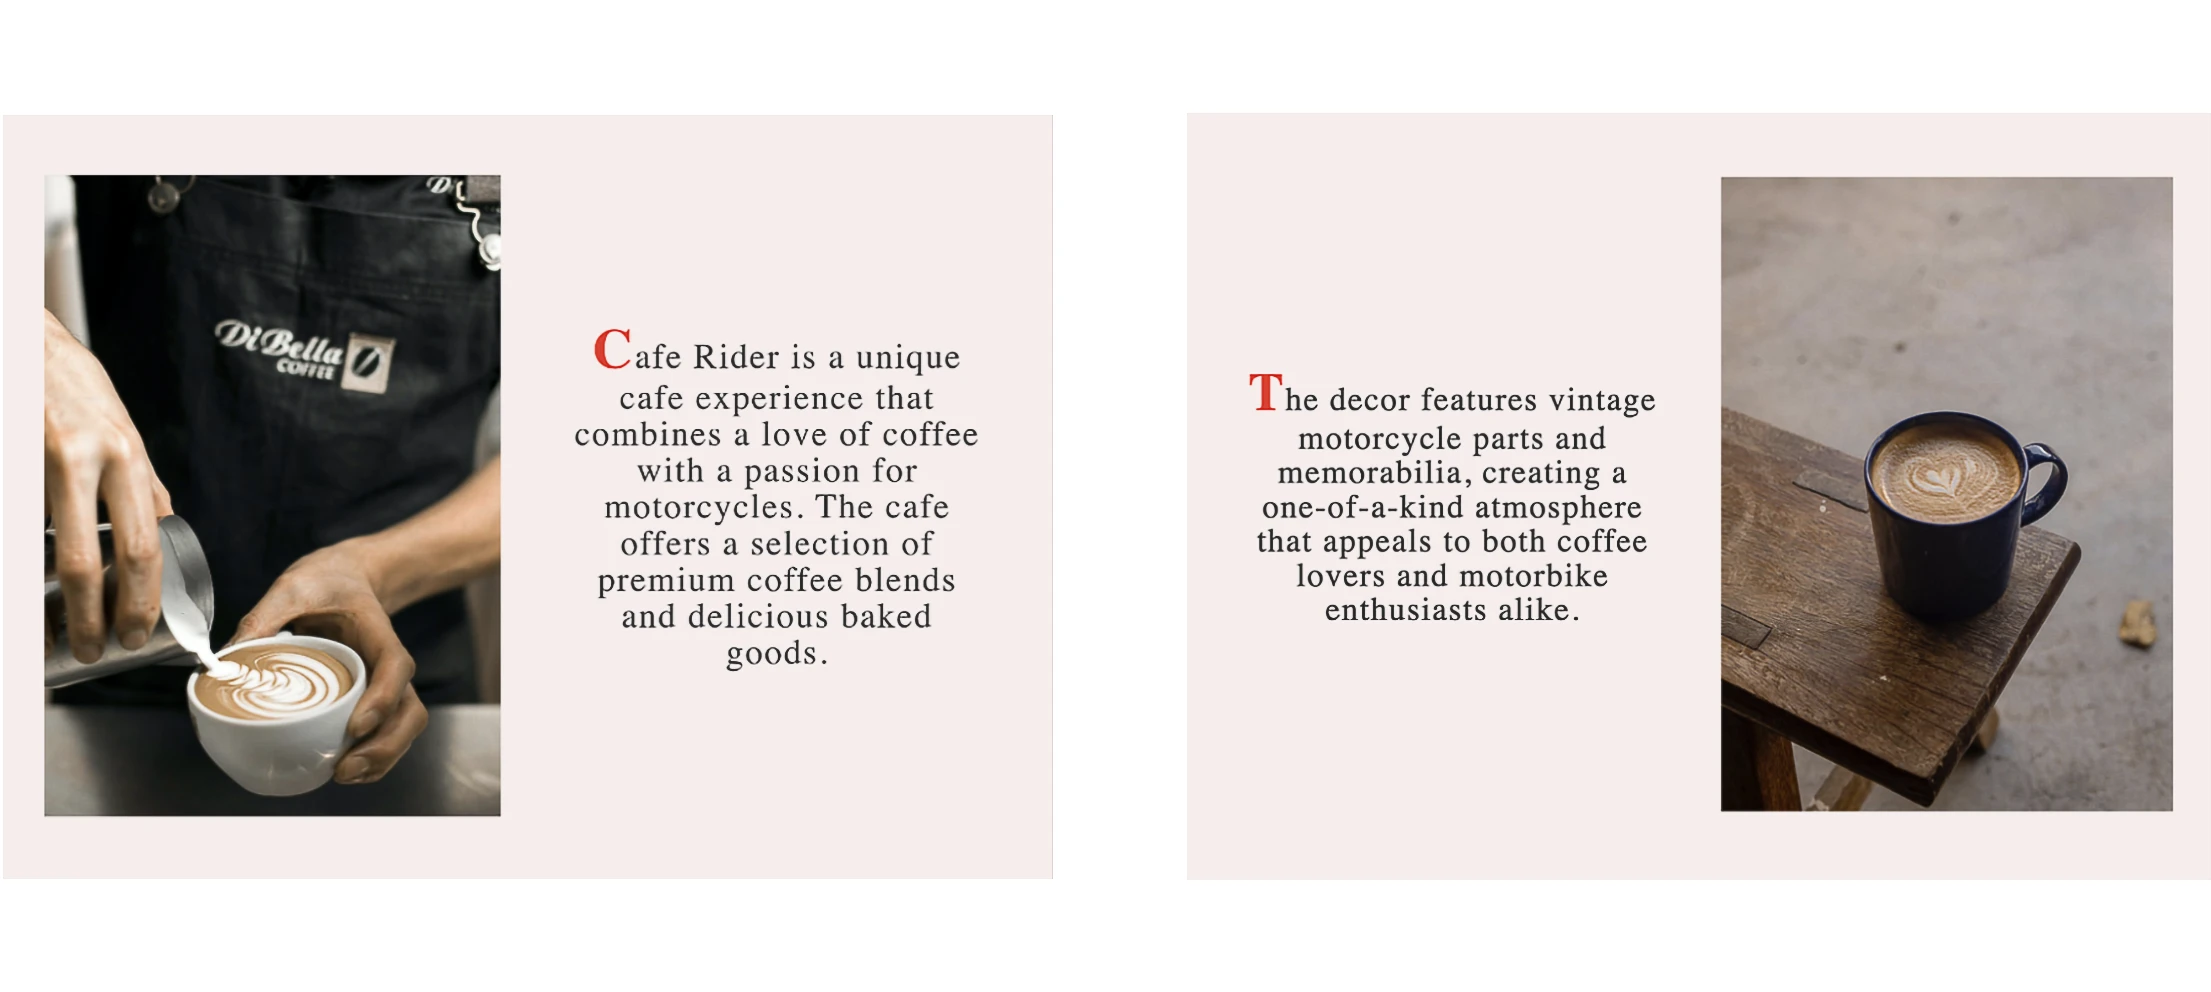 Di
DiBella
COFFEE
Cafe Rider is a unique
cafe experience that
combines a love of coffee
with a passion for
motorcycles. The cafe
offers a selection of
premium coffee blends
and delicious baked
goods.
The decor features vintage
motorcycle parts and
memorabilia, creating a
one-of-a-kind atmosphere
that appeals to both coffee
lovers and motorbike
enthusiasts alike.